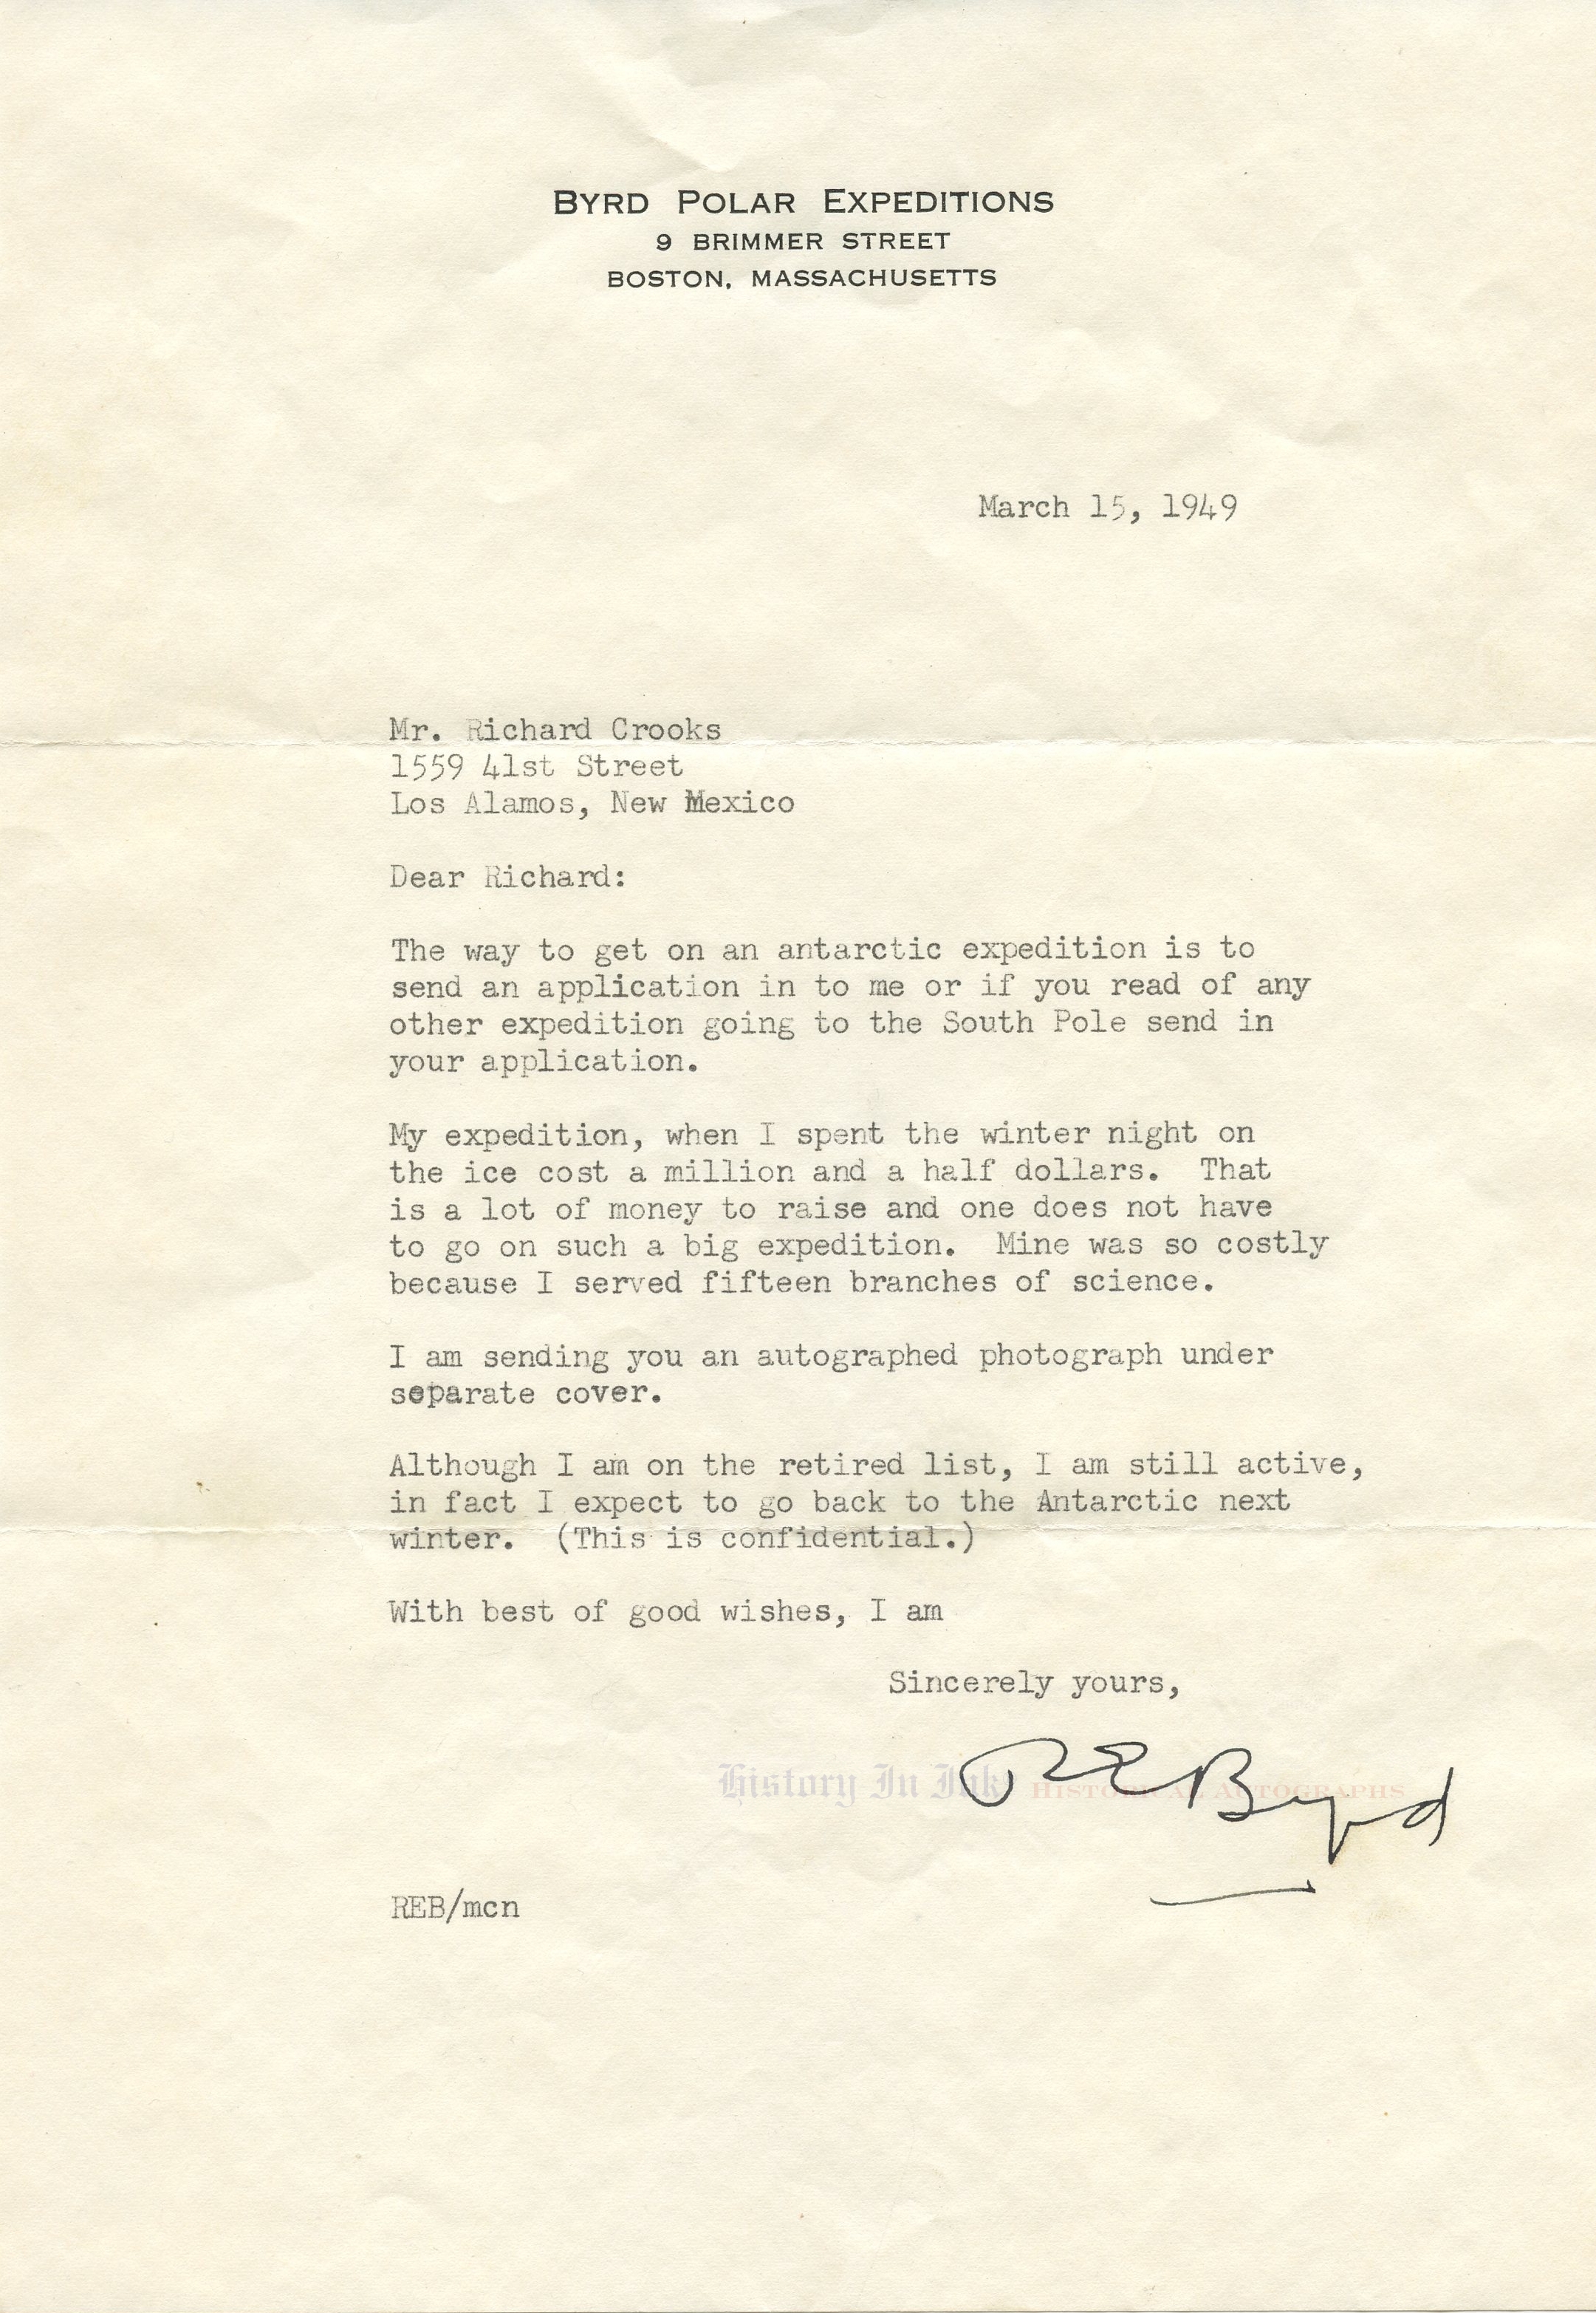 BYRD POLAR EXPEDITIONS
9 BRIMMER STREET
BOSTON, MASSACHUSETTS
March 15, 1949
Mr. Richard Crooks
1559 41st Street
Los Alamos, New Mexico
Dear Richard:
The way to get on an antarctic expedition is to
send an application in to me or if you read of any
other expedition going to the South Pole send in
your application.
My expedition, when I spent the winter night on
the ice cost a million and a half dollars.  That
is a lot of money to raise and one does not have
to go on such a big expedition.  Mine was so costly
because I served fifteen branches of science.
I am sending you an autographed photograph under
separate cover.
Although I am on the retired list, I am still active,
in fact I expect to go back to the Antarctic next
winter.  (This is confidential.)
With best of good wishes, I am
Sincerely yours,
History In Ink HISTORICAL AUTOGRAPHS
REByrd
REB/mcn